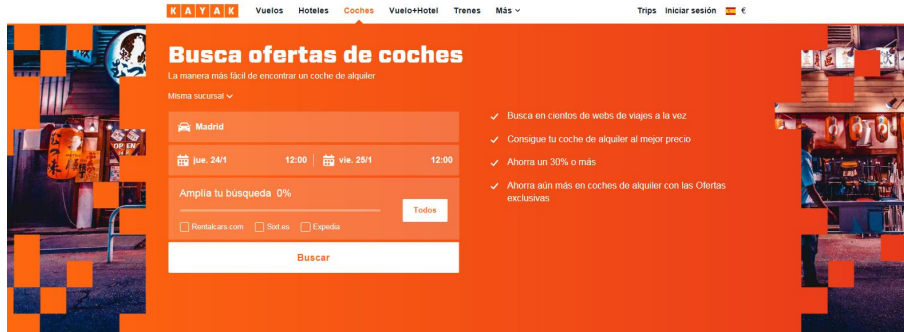 KAYAK Vuelos Hoteles Coches Vuelo+Hotel Trenes Más Trips Iniciar sesión €
Busca ofertas de coches
La manera más fácil de encontrar un coche de alquiler
Misma sucursal
Madrid
jue. 24/1 12:00 vie. 25/1 12:00
Amplía tu búsqueda 0%
Todos
Rentalcars.com Sixt.es Expedia
Buscar
Busca en cientos de webs de viajes a la vez
Consigue tu coche de alquiler al mejor precio
Ahorra un 30% o más
Ahorra aún más en coches de alquiler con las Ofertas
exclusivas
OPEN